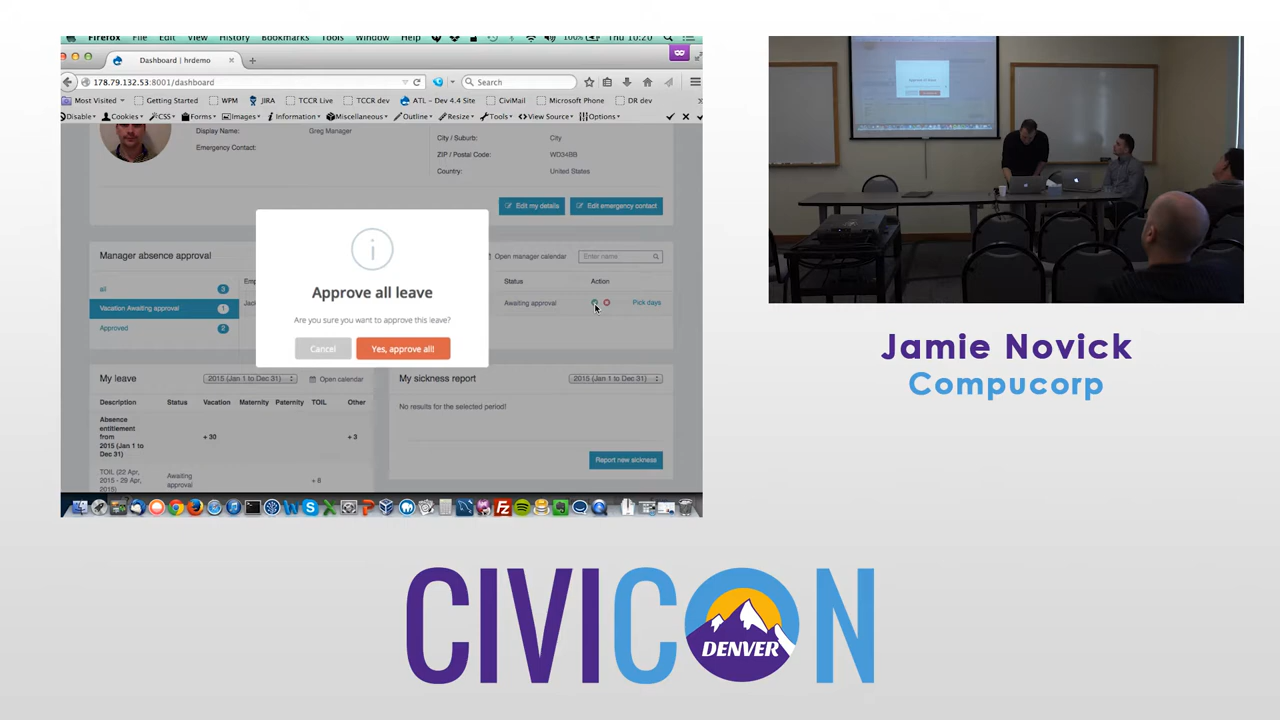 Firefox File Edit View History Bookmarks Tools Window Help 100% Thu 10:20
Dashboard | hrdemo
178.79.132.53:8001/dashboard
Search
Most Visited Getting Started WPM JIRA TCCR Live TCCR dev ATL - Dev 4.4 Site CiviMail Microsoft Phone DR dev
Disable Cookies CSS Forms Images Information Miscellaneous Outline Resize Tools View Source Options
Display Name: Greg Manager
Emergency Contact:
City / Suburb: City
ZIP / Postal Code: WD34BB
Country: United States
Edit my details Edit emergency contact
Manager absence approval
Open manager calendar Enter name
all 3
Vacation Awaiting approval 1
Approved 2
Status Action
Awaiting approval Pick days
i
Approve all leave
Are you sure you want to approve this leave?
Cancel Yes, approve all!
My leave 2015 (Jan 1 to Dec 31) Open calendar
Description Status Vacation Maternity Paternity TOIL Other
Absence
entitlement
from
2015 (Jan 1 to
Dec 31)
+ 30 + 3
TOIL (22 Apr,
2015 - 29 Apr,
2015)
Awaiting
approval
+ 8
My sickness report 2015 (Jan 1 to Dec 31)
No results for the selected period!
Report new sickness
Jamie Novick
Compucorp
CIVICON
DENVER